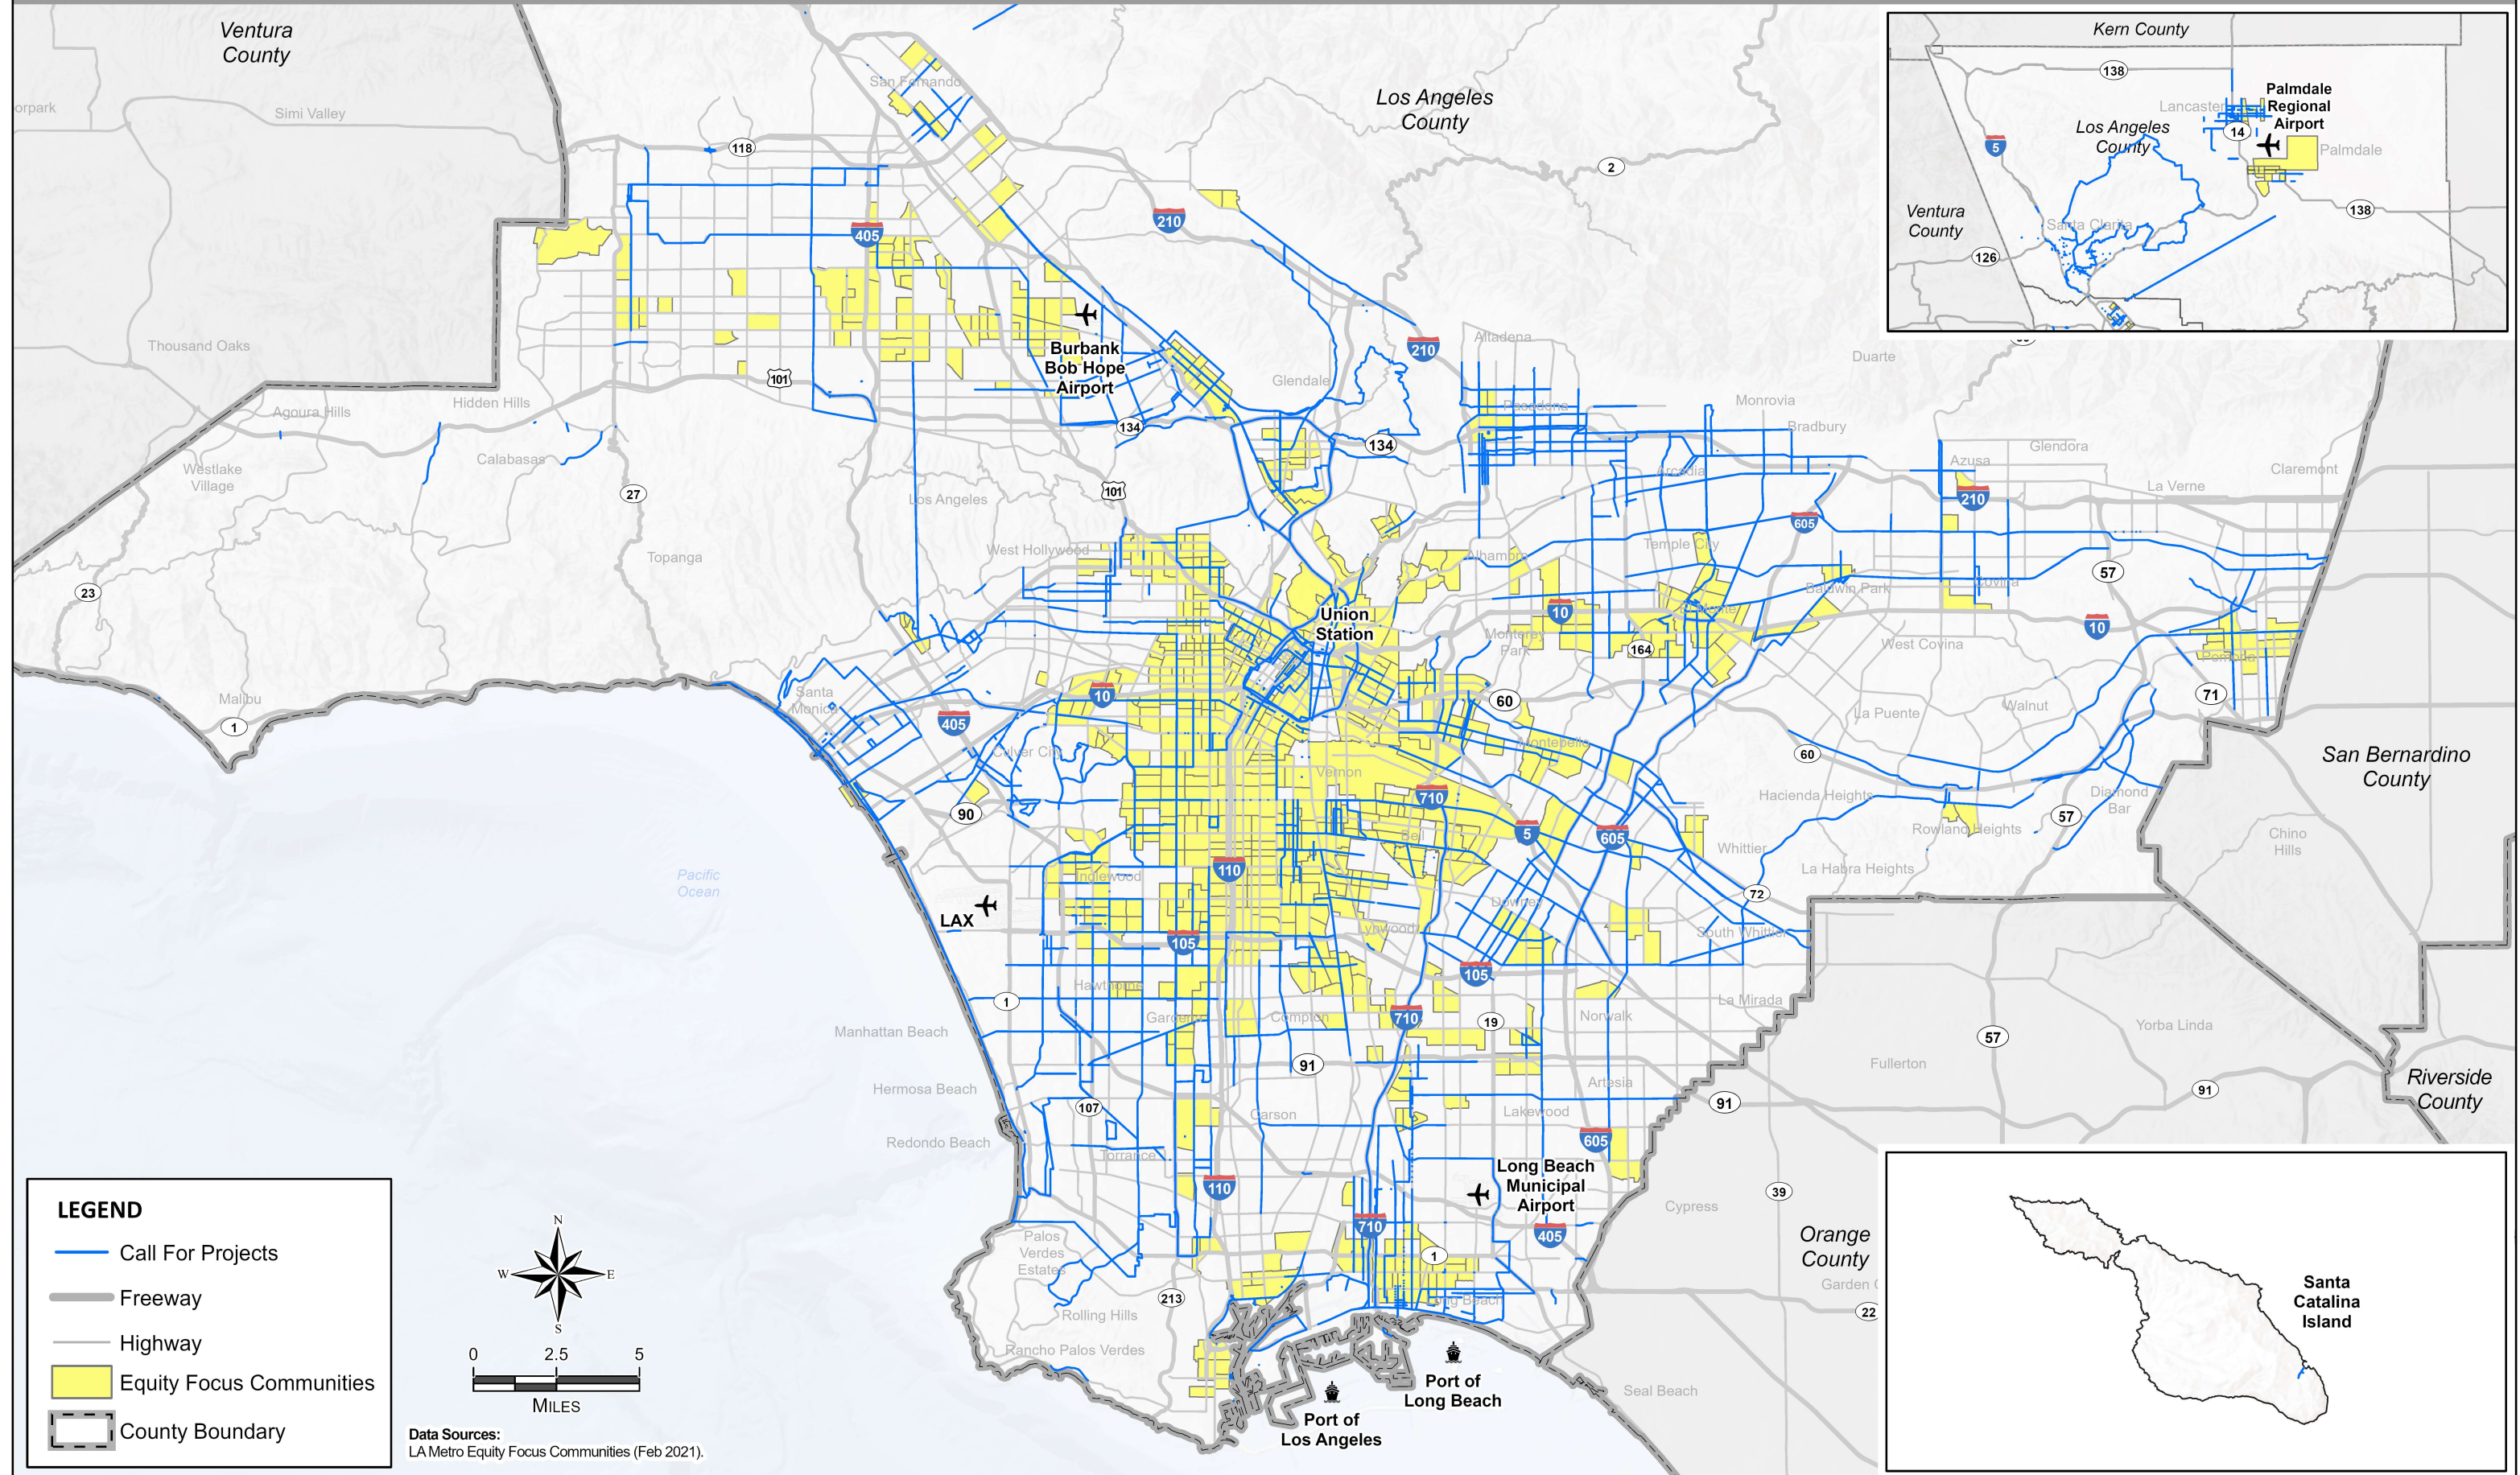 Ventura
County
orpark
Simi Valley
San Fernando
Los Angeles
County
118
2
405
210
Thousand Oaks
Burbank
Bob Hope
Airport
101
Glendale
210
Altadena
Duarte
Agoura Hills
Hidden Hills
134
134
Pasadena
Monrovia
Bradbury
Westlake
Village
Calabasas
27
101
Los Angeles
Arcadia
Azusa
Glendora
Claremont
La Verne
210
605
Topanga
West Hollywood
Alhambra
Temple City
23
57
Baldwin Park
Covina
Union
Station
10
El Monte
10
Monterey
Park
164
West Covina
Pomona
Malibu
1
Santa
Monica
10
405
60
71
La Puente
Walnut
Culver City
Montebello
60
San Bernardino
County
Vernon
710
Hacienda Heights
Diamond
Bar
90
5
605
Bell
57
Rowland Heights
Chino
Hills
Whittier
La Habra Heights
Pacific
Ocean
110
Inglewood
72
LAX
Downey
Lynwood
South Whittier
105
105
Hawthorne
1
La Mirada
Manhattan Beach
Gardena
Compton
710
19
Norwalk
Yorba Linda
57
91
Fullerton
Hermosa Beach
Artesia
Riverside
County
91
107
91
Carson
Lakewood
Redondo Beach
605
Torrance
110
Long Beach
Municipal
Airport
39
Cypress
710
405
Orange
County
Palos
Verdes
Estates
1
Garden G
22
213
Rolling Hills
Long Beach
Rancho Palos Verdes
Port of
Long Beach
Seal Beach
Port of
Los Angeles
Kern County
138
Palmdale
Regional
Airport
Lancaster
Los Angeles
County
14
5
Palmdale
Ventura
County
138
Santa Clarita
126
Santa
Catalina
Island
LEGEND
Call For Projects
Freeway
Highway
Equity Focus Communities
County Boundary
N
W
E
S
0
2.5
5
MILES
Data Sources:
LA Metro Equity Focus Communities (Feb 2021).